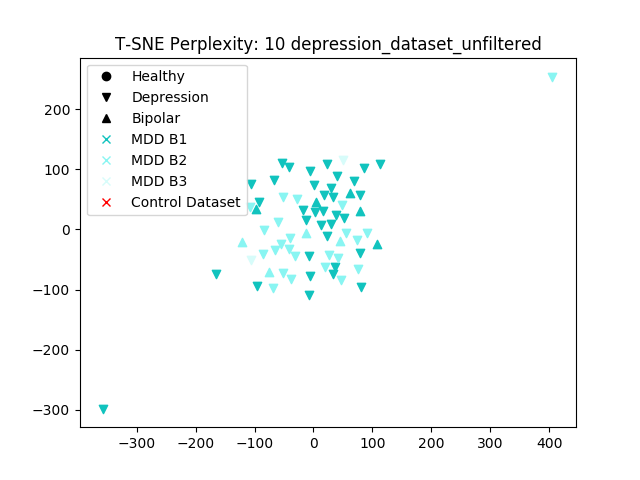 T-SNE Perplexity: 10 depression_dataset_unfiltered
Healthy
Depression
Bipolar
MDD B1
MDD B2
MDD B3
Control Dataset
200
100
0
−100
−200
−300
−300 −200 −100 0 100 200 300 400